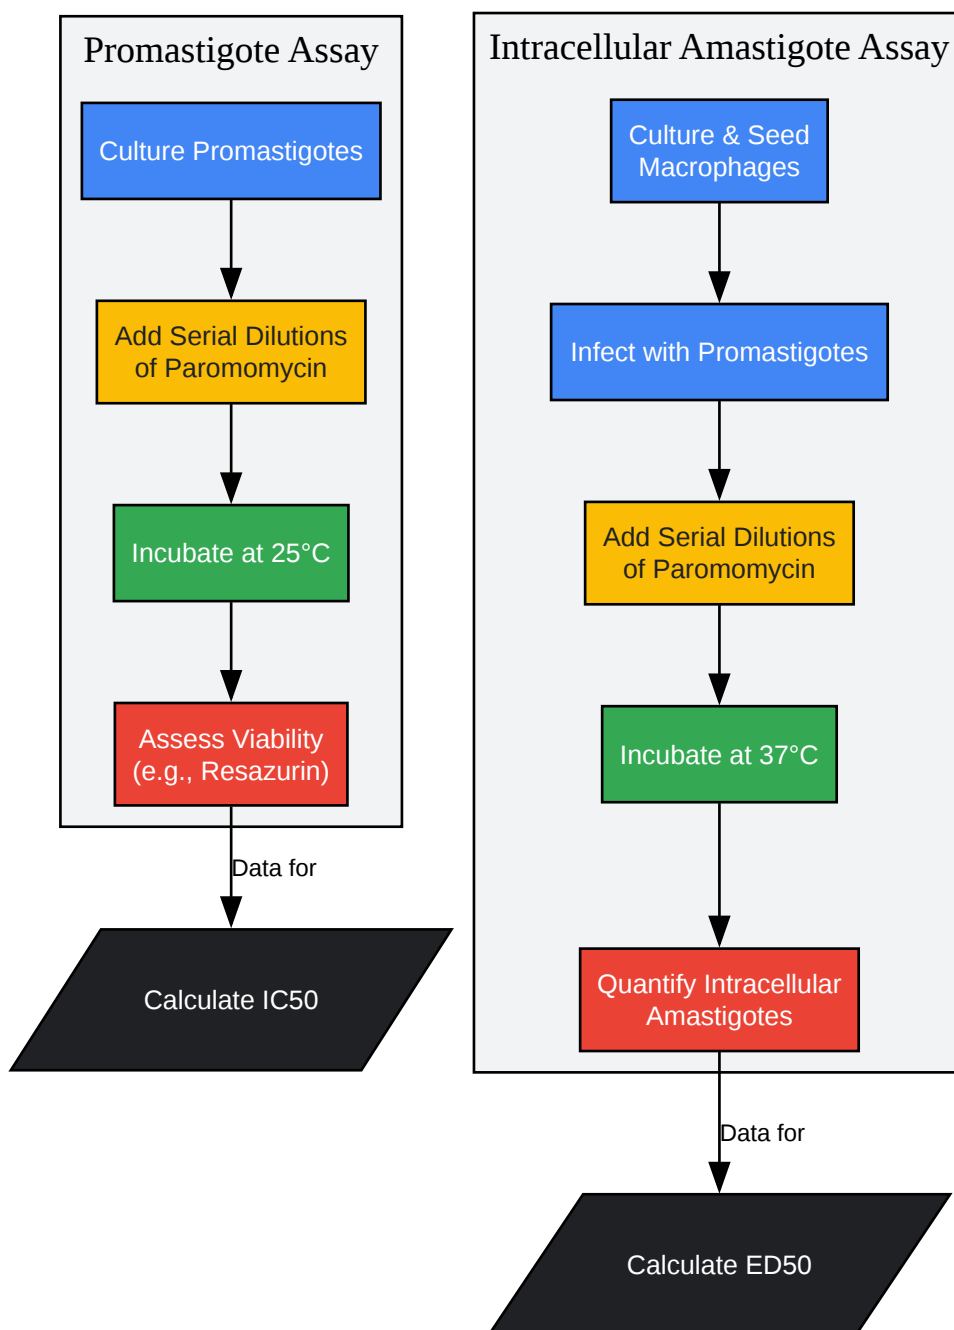 Promastigote Assay
Culture Promastigotes
Add Serial Dilutions
of Paromomycin
Incubate at 25°C
Assess Viability
(e.g., Resazurin)
Data for
Calculate IC50
Intracellular Amastigote Assay
Culture & Seed
Macrophages
Infect with Promastigotes
Add Serial Dilutions
of Paromomycin
Incubate at 37°C
Quantify Intracellular
Amastigotes
Data for
Calculate ED50